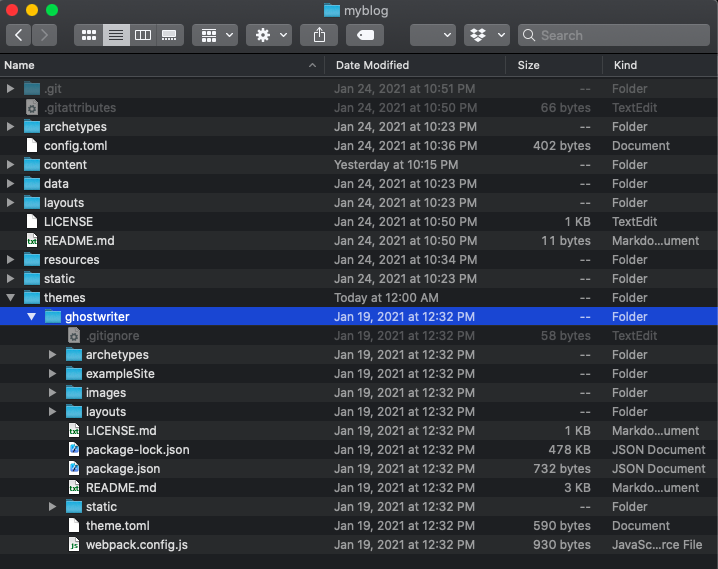 myblog
Search
Name Date Modified Size Kind
.git Jan 24, 2021 at 10:51 PM -- Folder
.gitattributes Jan 24, 2021 at 10:50 PM 66 bytes TextEdit
archetypes Jan 24, 2021 at 10:23 PM -- Folder
config.toml Jan 24, 2021 at 10:36 PM 402 bytes Document
content Yesterday at 10:15 PM -- Folder
data Jan 24, 2021 at 10:23 PM -- Folder
layouts Jan 24, 2021 at 10:23 PM -- Folder
LICENSE Jan 24, 2021 at 10:50 PM 1 KB TextEdit
README.md Jan 24, 2021 at 10:50 PM 11 bytes Markdo...ument
resources Jan 24, 2021 at 10:34 PM -- Folder
static Jan 24, 2021 at 10:23 PM -- Folder
themes Today at 12:00 AM -- Folder
ghostwriter Jan 19, 2021 at 12:32 PM -- Folder
.gitignore Jan 19, 2021 at 12:32 PM 58 bytes TextEdit
archetypes Jan 19, 2021 at 12:32 PM -- Folder
exampleSite Jan 19, 2021 at 12:32 PM -- Folder
images Jan 19, 2021 at 12:32 PM -- Folder
layouts Jan 19, 2021 at 12:32 PM -- Folder
LICENSE.md Jan 19, 2021 at 12:32 PM 1 KB Markdo...ument
package-lock.json Jan 19, 2021 at 12:32 PM 478 KB JSON Document
package.json Jan 19, 2021 at 12:32 PM 732 bytes JSON Document
README.md Jan 19, 2021 at 12:32 PM 3 KB Markdo...ument
static Jan 19, 2021 at 12:32 PM -- Folder
theme.toml Jan 19, 2021 at 12:32 PM 590 bytes Document
webpack.config.js Jan 19, 2021 at 12:32 PM 930 bytes JavaSc...rce File